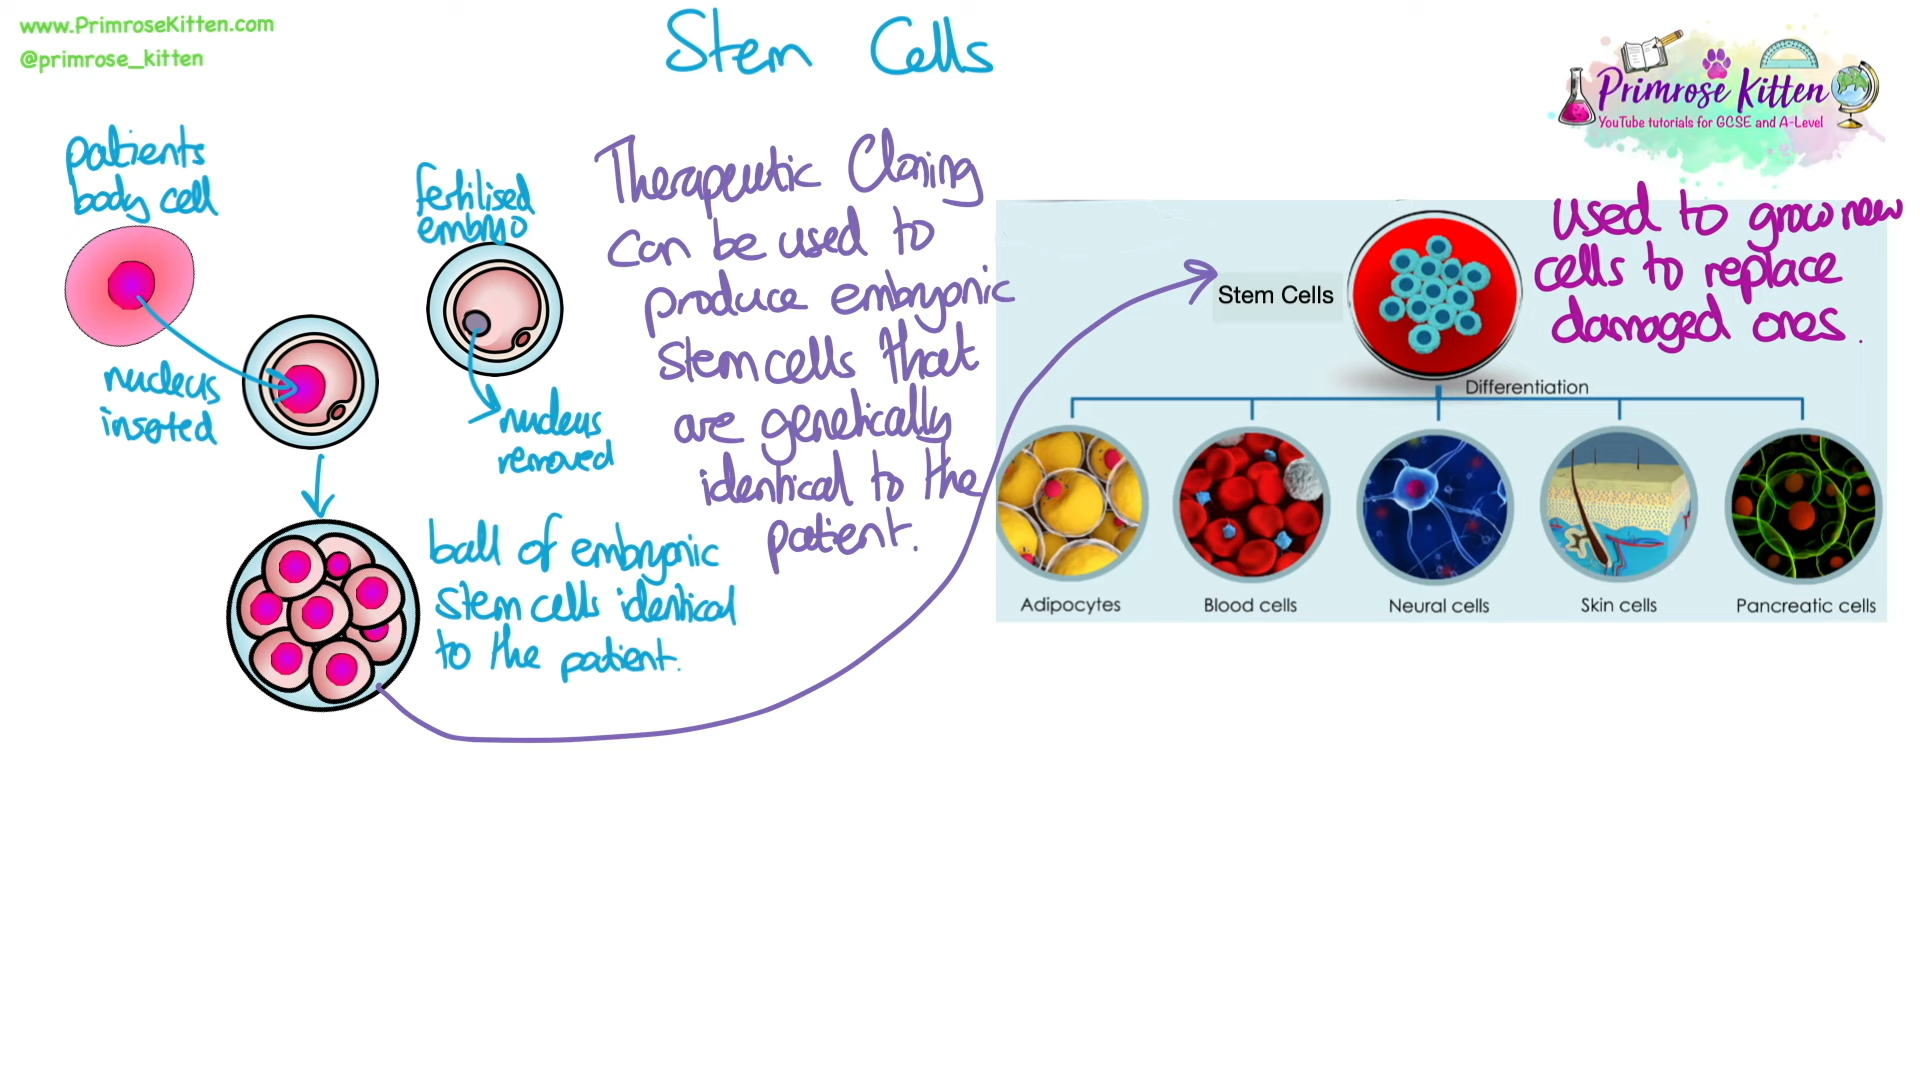 www.PrimroseKitten.com
@primrose_kitten
Stem Cells
Primrose Kitten
YouTube tutorials for GCSE and A-Level
patients
body cell
fertilised
embryo
nucleus
inserted
nucleus
removed
ball of embryonic
stem cells identical
to the patient.
Therapeutic Cloning
can be used to
produce embryonic
stem cells that
are genetically
identical to the
patient.
used to grow new
cells to replace
damaged ones.
Stem Cells
Differentiation
Adipocytes
Blood cells
Neural cells
Skin cells
Pancreatic cells